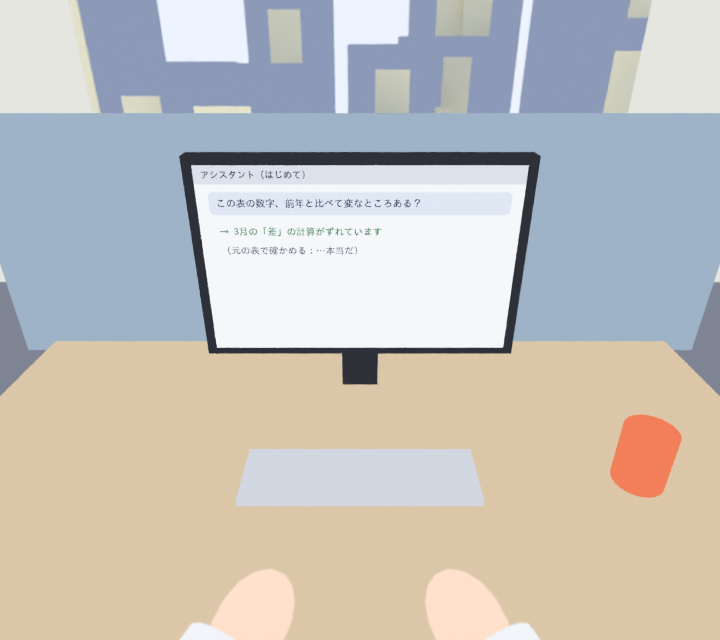 アシスタント（はじめて）
この表の数字、前年と比べて変なところある？
→ 3月の「差」の計算がずれています
（元の表で確かめる：…本当だ）